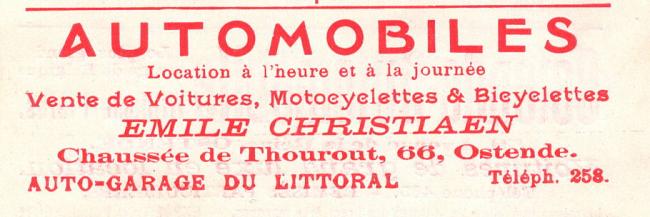 AUTOMOBILES
Location à l'heure et à la journée
Vente de Voitures, Motocyclettes & Bicyclettes
EMILE CHRISTIAEN
Chaussée de Thourout, 66, Ostende.
AUTO-GARAGE DU LITTORAL Téléph. 258.